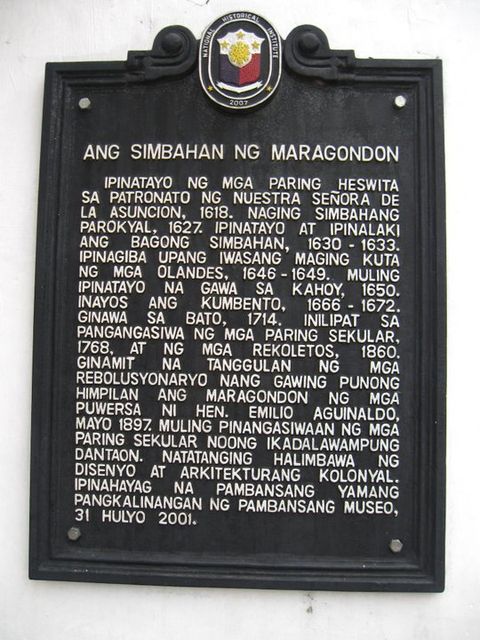 NATIONAL HISTORICAL INSTITUTE
2007
ANG SIMBAHAN NG MARAGONDON
IPINATAYO NG MGA PARING HESWITA
SA PATRONATO NG NUESTRA SEÑORA DE
LA ASUNCION, 1618. NAGING SIMBAHANG
PAROKYAL, 1627. IPINATAYO AT IPINALAKI
ANG BAGONG SIMBAHAN, 1630 - 1633.
IPINAGIBA UPANG IWASANG MAGING KUTA
NG MGA OLANDES, 1646 - 1649. MULING
IPINATAYO NA GAWA SA KAHOY, 1650.
INAYOS ANG KUMBENTO, 1666 - 1672.
GINAWA SA BATO, 1714. INILIPAT SA
PANGANGASIWA NG MGA PARING SEKULAR,
1768, AT NG MGA REKOLETOS, 1860.
GINAMIT NA TANGGULAN NG MGA
REBOLUSYONARYO NANG GAWING PUNONG
HIMPILAN ANG MARAGONDON NG MGA
PUWERSA NI HEN. EMILIO AGUINALDO,
MAYO 1897. MULING PINANGASIWAAN NG MGA
PARING SEKULAR NOONG IKADALAWAMPUNG
DANTAON. NATATANGING HALIMBAWA NG
DISENYO AT ARKITEKTURANG KOLONYAL.
IPINAHAYAG NA PAMBANSANG YAMANG
PANGKALINANGAN NG PAMBANSANG MUSEO,
31 HULYO 2001.